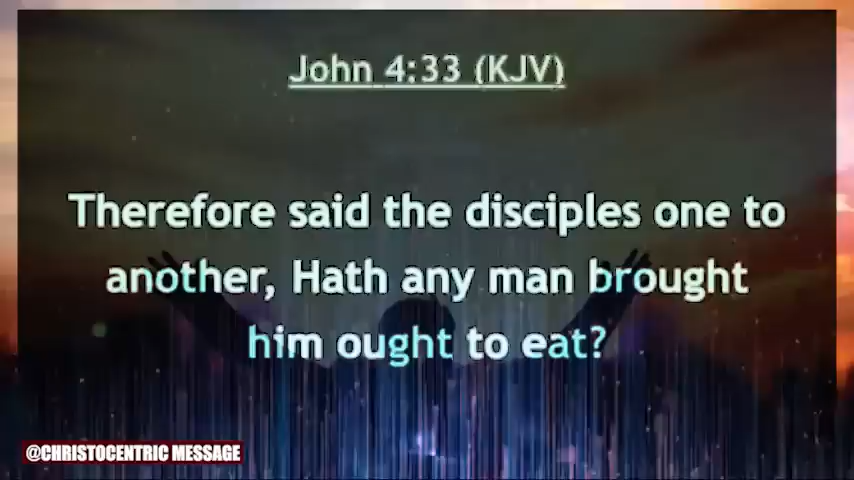 John 4:33 (KJV)
Therefore said the disciples one to
another, Hath any man brought
him ought to eat?
@CHRISTOCENTRIC MESSAGE